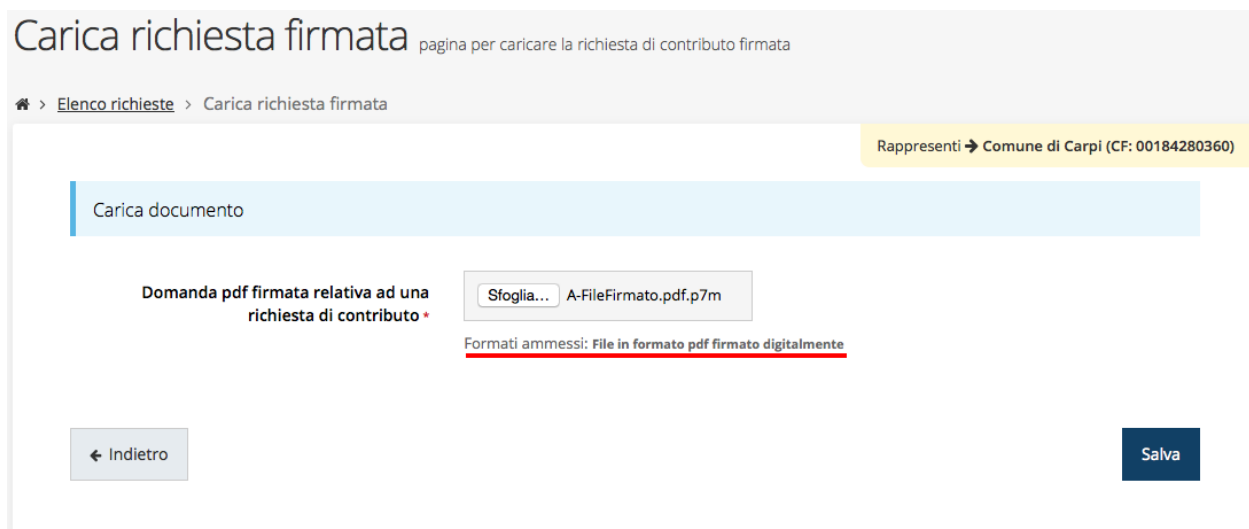 Carica richiesta firmata pagina per caricare la richiesta di contributo firmata
> Elenco richieste > Carica richiesta firmata
Rappresenti → Comune di Carpi (CF: 00184280360)
Carica documento
Domanda pdf firmata relativa ad una
richiesta di contributo *
Sfoglia... A-FileFirmato.pdf.p7m
Formati ammessi: File in formato pdf firmato digitalmente
← Indietro
Salva